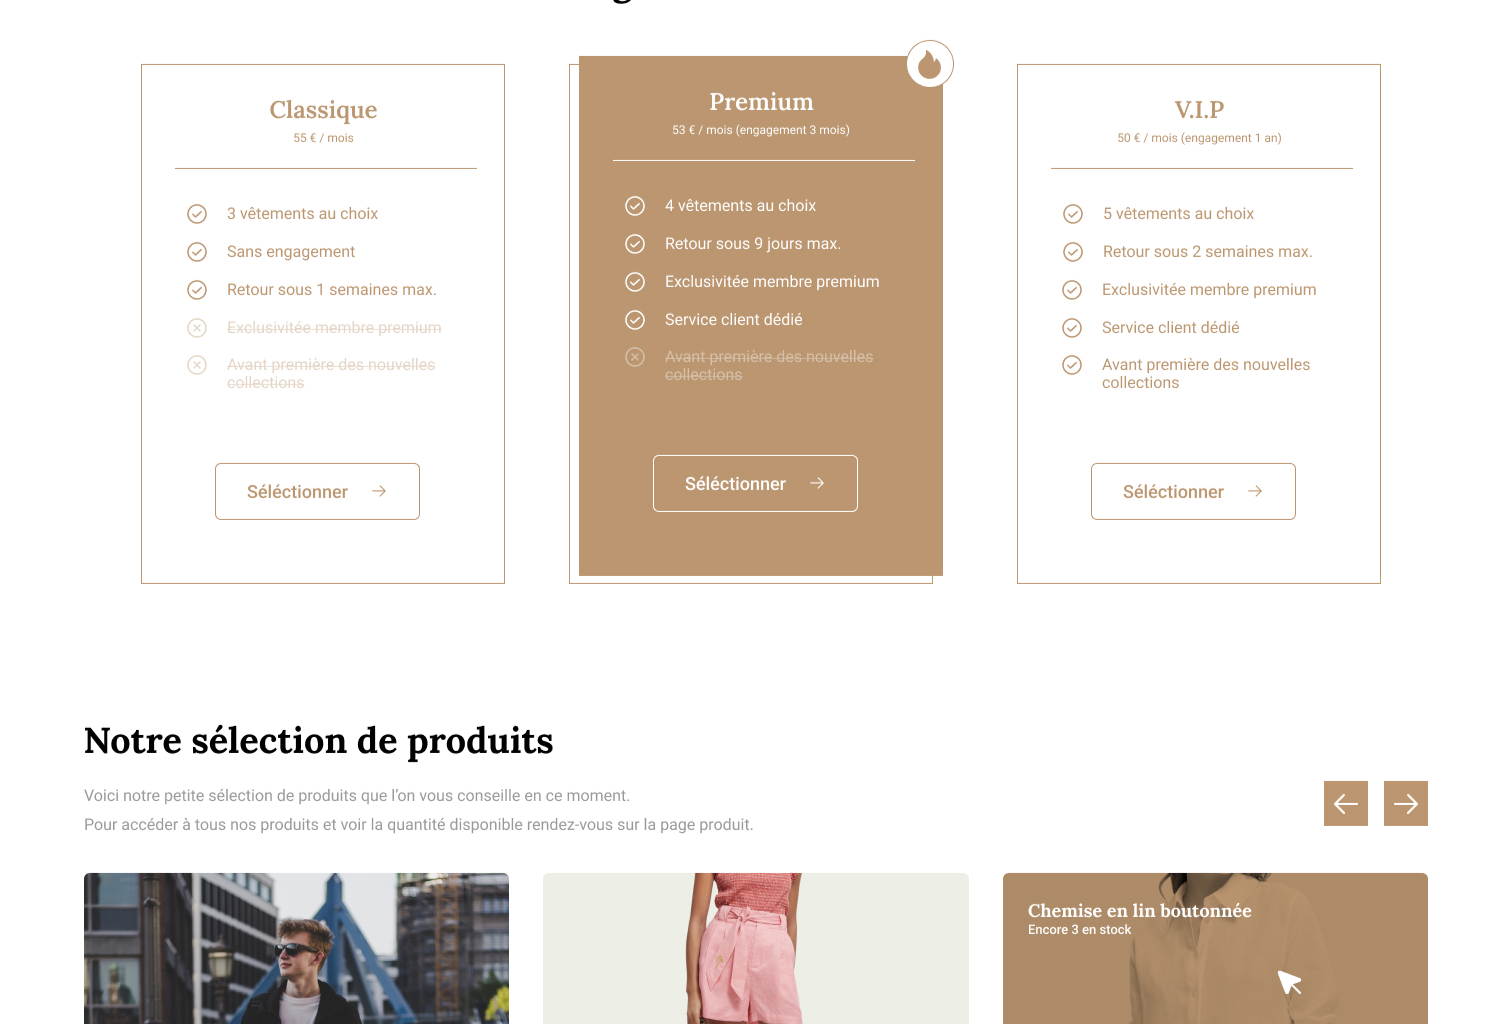 Classique
55 € / mois
3 vêtements au choix
Sans engagement
Retour sous 1 semaines max.
Exclusivitée membre premium
Avant première des nouvelles
collections
Séléctionner
Premium
53 € / mois (engagement 3 mois)
4 vêtements au choix
Retour sous 9 jours max.
Exclusivitée membre premium
Service client dédié
Avant première des nouvelles
collections
Séléctionner
V.I.P
50 € / mois (engagement 1 an)
5 vêtements au choix
Retour sous 2 semaines max.
Exclusivitée membre premium
Service client dédié
Avant première des nouvelles
collections
Séléctionner
Notre sélection de produits
Voici notre petite sélection de produits que l'on vous conseille en ce moment.
Pour accéder à tous nos produits et voir la quantité disponible rendez-vous sur la page produit.
Chemise en lin boutonnée
Encore 3 en stock